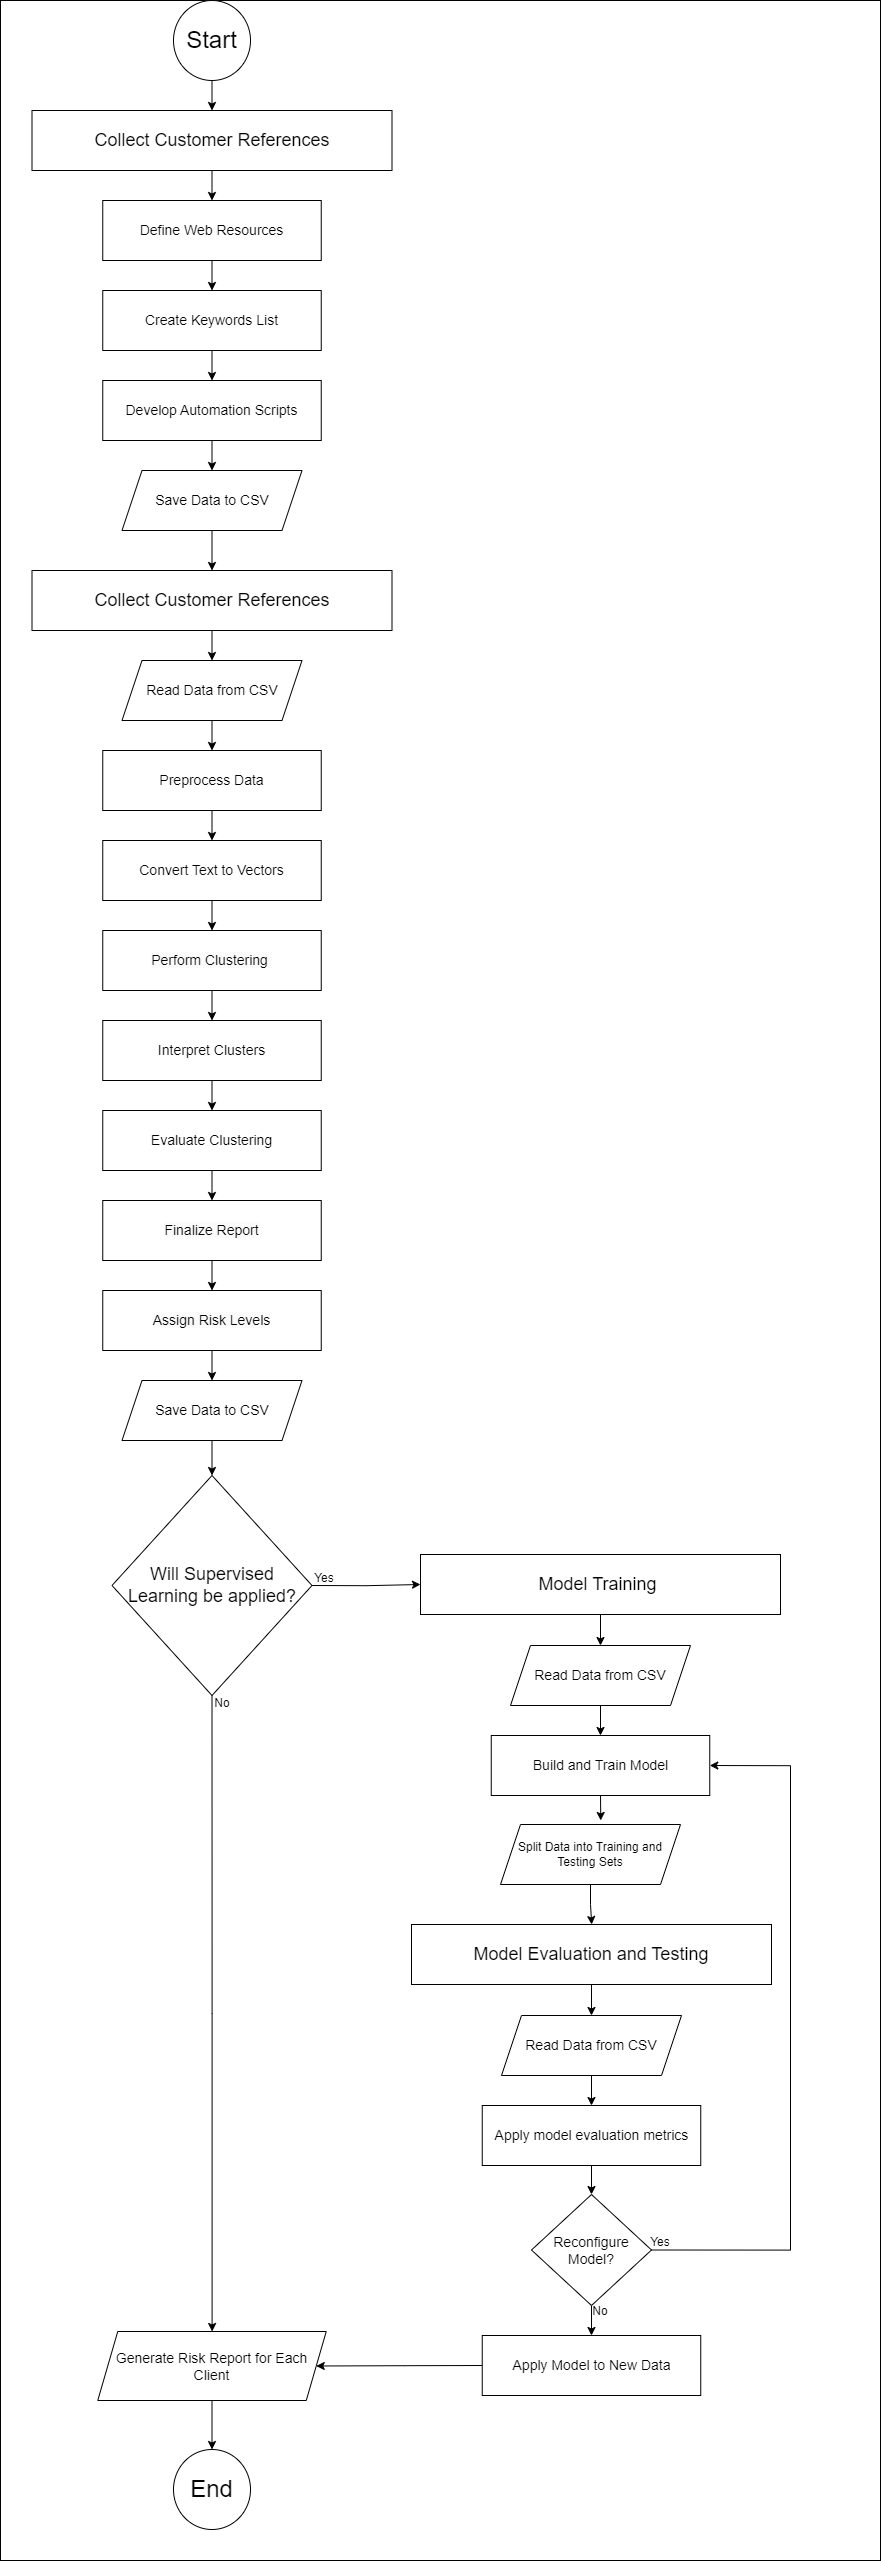 Start
Collect Customer References
Define Web Resources
Create Keywords List
Develop Automation Scripts
Save Data to CSV
Collect Customer References
Read Data from CSV
Preprocess Data
Convert Text to Vectors
Perform Clustering
Interpret Clusters
Evaluate Clustering
Finalize Report
Assign Risk Levels
Save Data to CSV
Will Supervised
Learning be applied?
Yes
No
Model Training
Read Data from CSV
Build and Train Model
Split Data into Training and
Testing Sets
Model Evaluation and Testing
Read Data from CSV
Apply model evaluation metrics
Reconfigure
Model?
Yes
No
Apply Model to New Data
Generate Risk Report for Each
Client
End